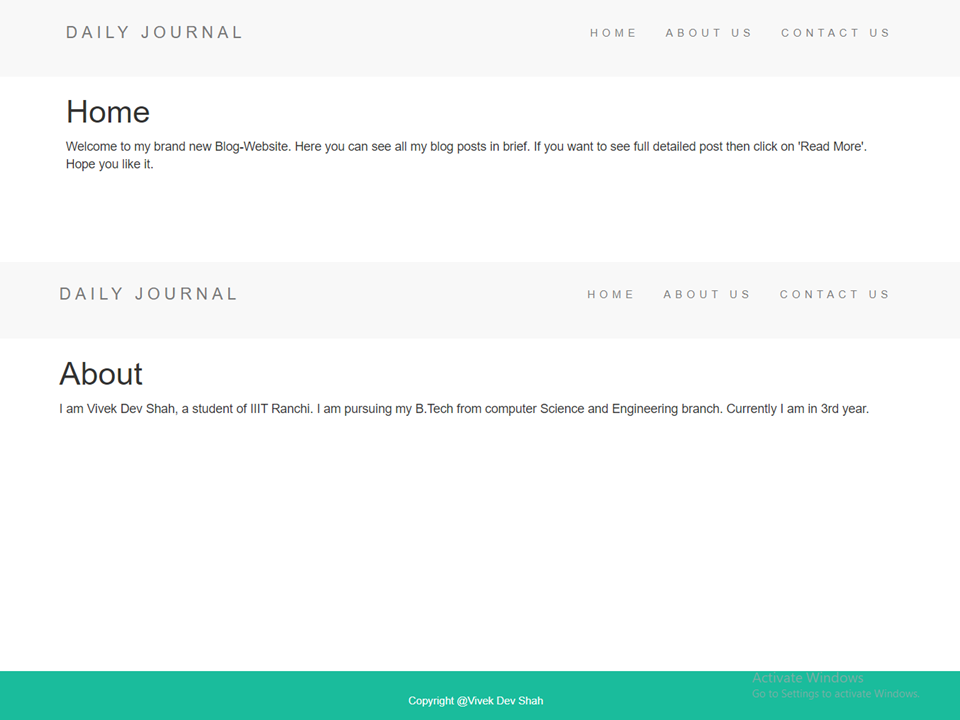 DAILY JOURNAL
HOME ABOUT US CONTACT US
Home
Welcome to my brand new Blog-Website. Here you can see all my blog posts in brief. If you want to see full detailed post then click on 'Read More'.
Hope you like it.
DAILY JOURNAL
HOME ABOUT US CONTACT US
About
I am Vivek Dev Shah, a student of IIIT Ranchi. I am pursuing my B.Tech from computer Science and Engineering branch. Currently I am in 3rd year.
Activate Windows
Go to Settings to activate Windows.
Copyright @Vivek Dev Shah